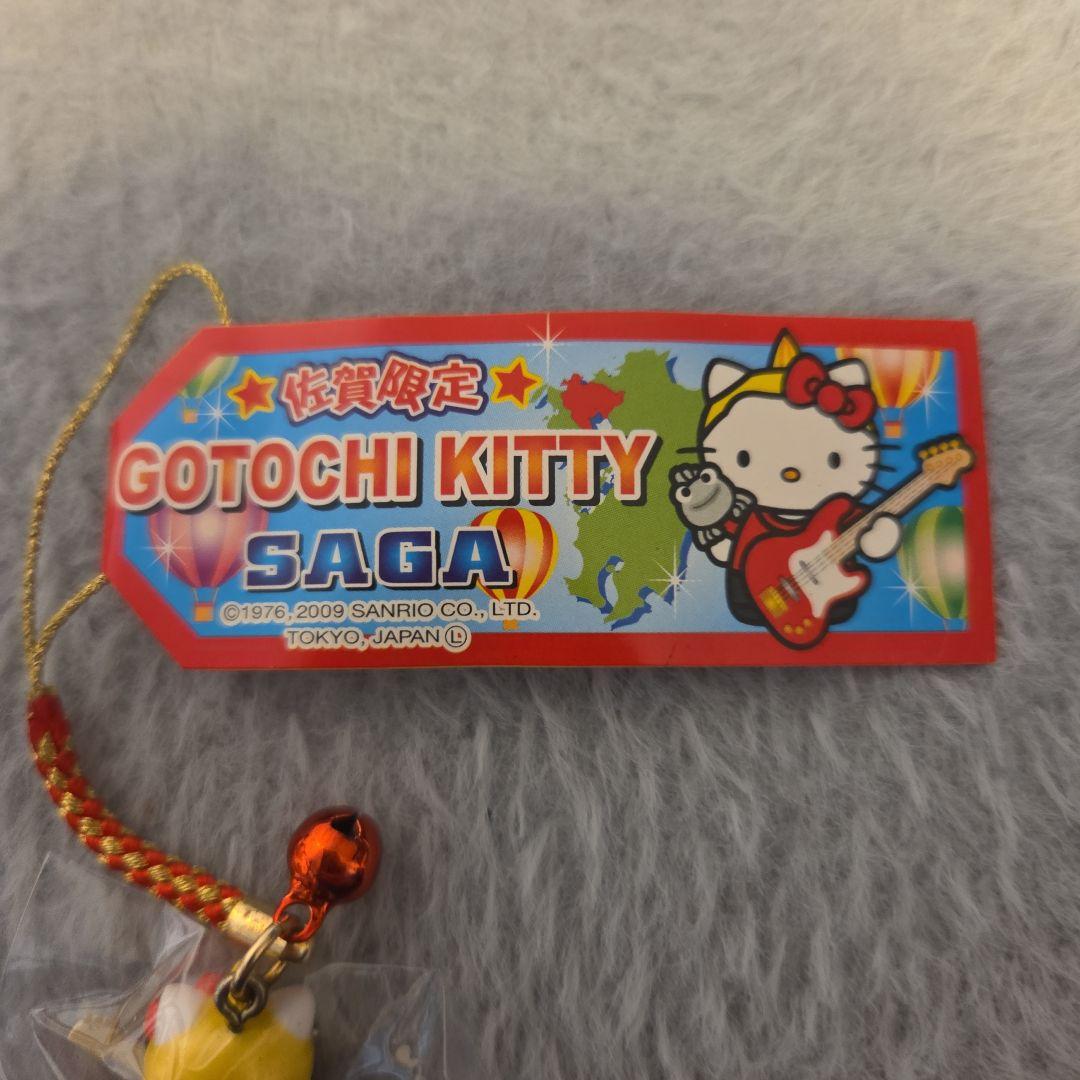 佐賀限定
GOTOCHI KITTY
SAGA
©1976, 2009 SANRIO CO., LTD.
TOKYO, JAPAN Ⓛ